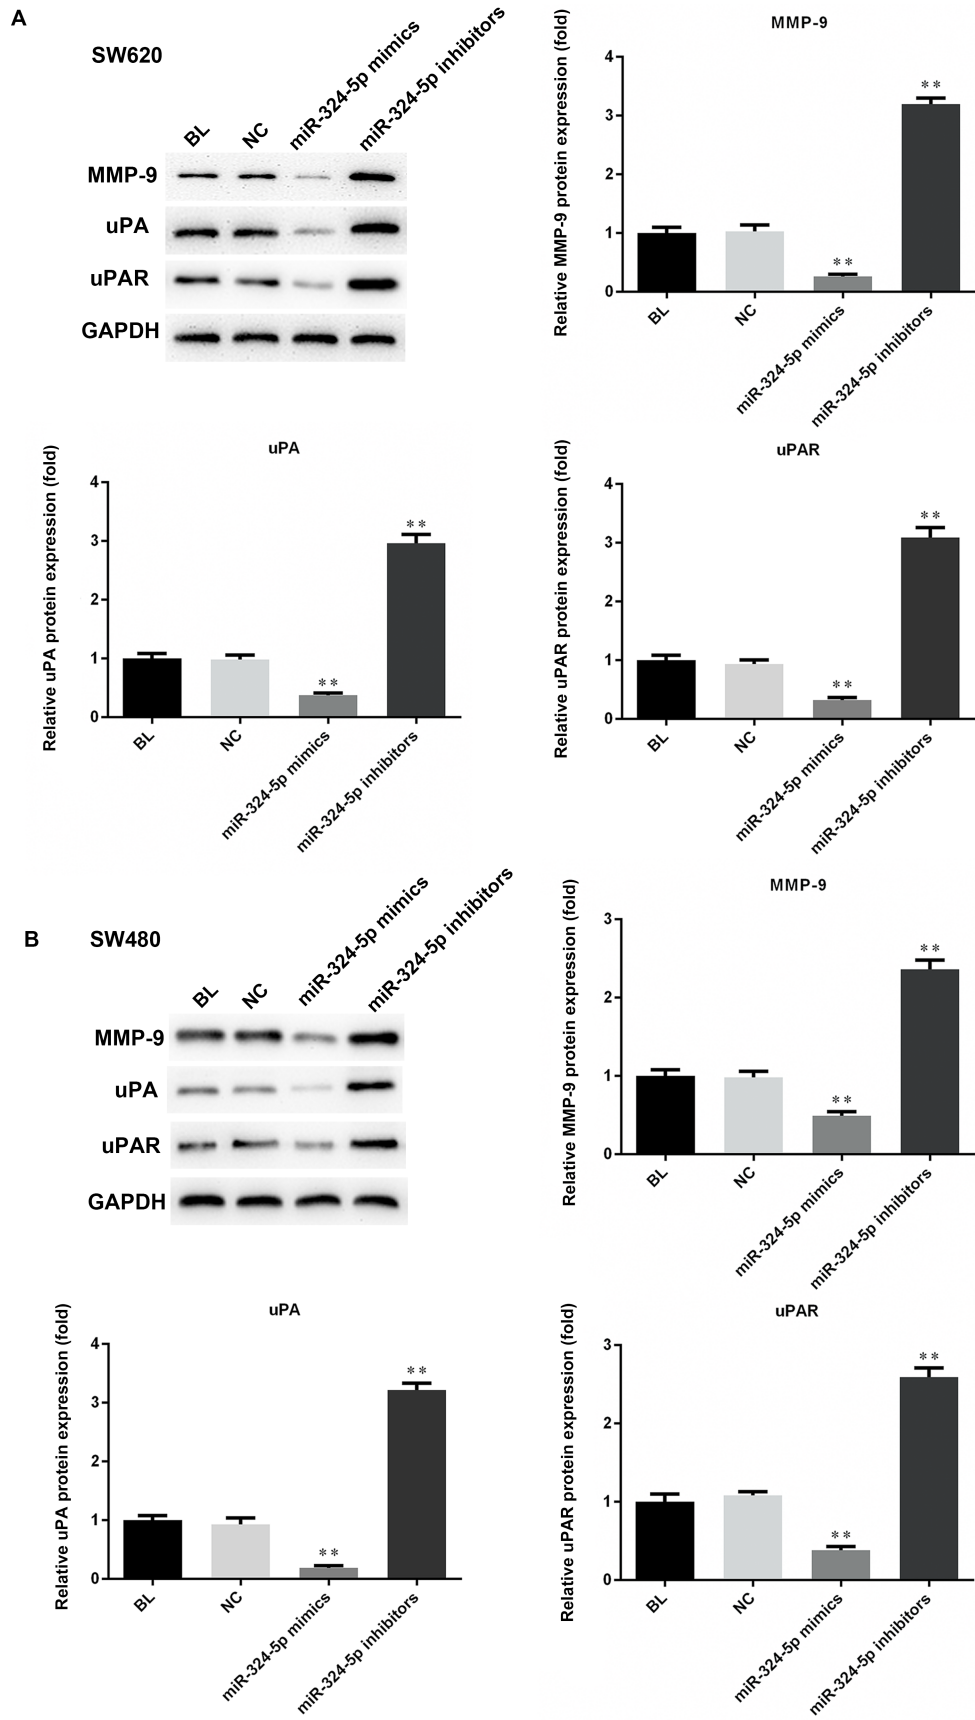 A
SW620
BL
NC
miR-324-5p mimics
miR-324-5p inhibitors
MMP-9
uPA
uPAR
GAPDH
MMP-9
Relative MMP-9 protein expression (fold)
4
3
2
1
0
**
**
BL
NC
miR-324-5p mimics
miR-324-5p inhibitors
uPA
Relative uPA protein expression (fold)
4
3
2
1
0
**
**
BL
NC
miR-324-5p mimics
miR-324-5p inhibitors
uPAR
Relative uPAR protein expression (fold)
4
3
2
1
0
**
**
BL
NC
miR-324-5p mimics
miR-324-5p inhibitors
B
SW480
BL
NC
miR-324-5p mimics
miR-324-5p inhibitors
MMP-9
uPA
uPAR
GAPDH
MMP-9
Relative MMP-9 protein expression (fold)
3
2
1
0
**
**
BL
NC
miR-324-5p mimics
miR-324-5p inhibitors
uPA
Relative uPA protein expression (fold)
4
3
2
1
0
**
**
BL
NC
miR-324-5p mimics
miR-324-5p inhibitors
uPAR
Relative uPAR protein expression (fold)
3
2
1
0
**
**
BL
NC
miR-324-5p mimics
miR-324-5p inhibitors